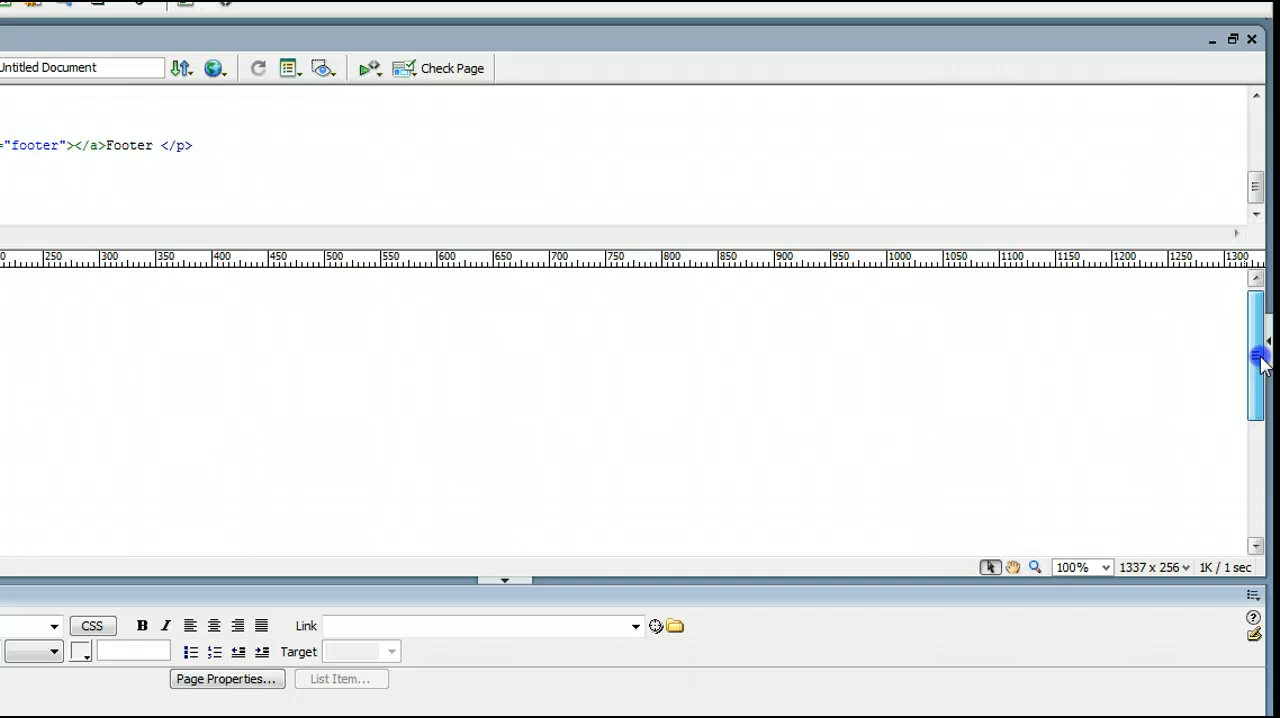 Untitled Document Check Page
="footer"></a>Footer </p>
250 300 350 400 450 500 550 600 650 700 750 800 850 900 950 1000 1050 1100 1150 1200 1250 1300
100% 1337 x 256 1K / 1 sec
CSS B I Link
Target
Page Properties... List Item...